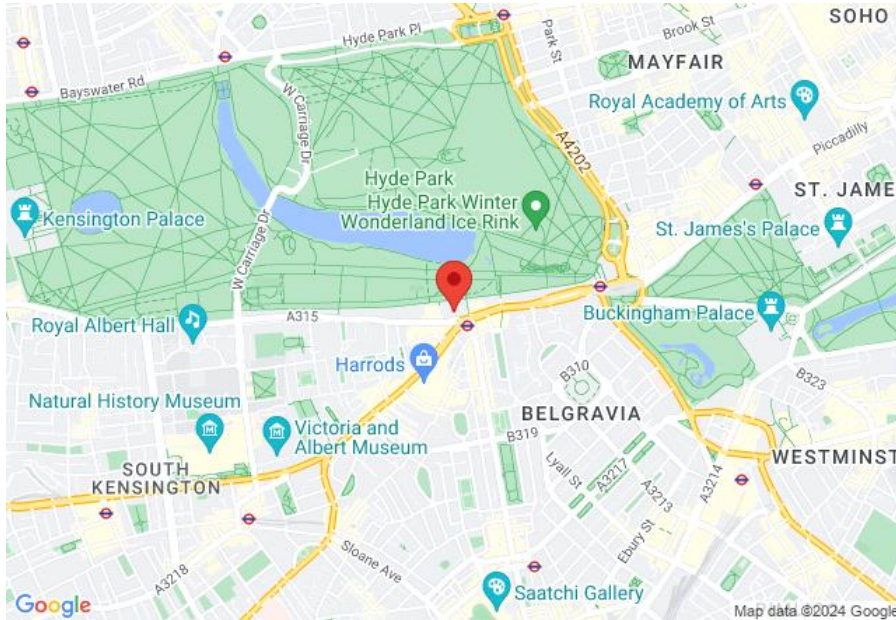 SOHO
Hyde Park Pl
Park St
Brook St
Bayswater Rd
MAYFAIR
W Carriage Dr
Royal Academy of Arts
A4202
Piccadilly
Hyde Park
Hyde Park Winter
Wonderland Ice Rink
ST. JAME
Kensington Palace
W Carriage Dr
St. James's Palace
Royal Albert Hall
A315
Buckingham Palace
Harrods
B310
B323
Natural History Museum
BELGRAVIA
Victoria and
Albert Museum
B319
WESTMINST
SOUTH
KENSINGTON
Lyall St
A3217
A3213
A3214
Ebury St
Sloane Ave
A3218
Saatchi Gallery
Google
Map data ©2024 Google